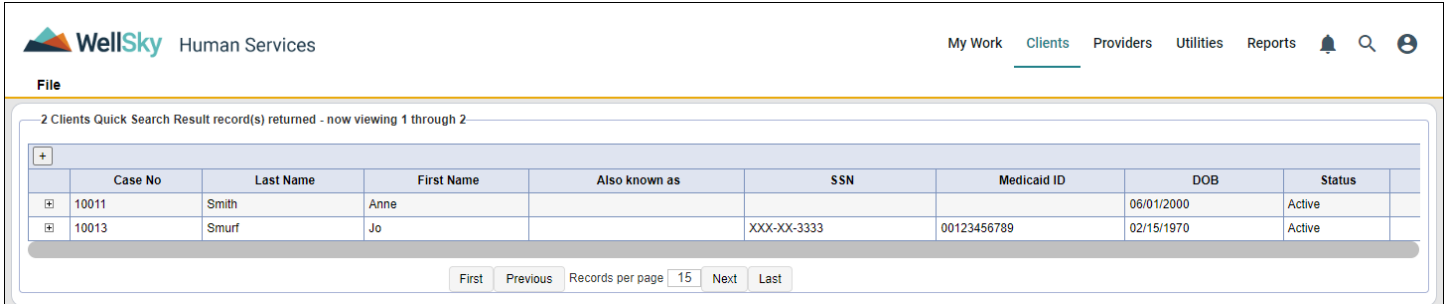 WellSky Human Services My Work Clients Providers Utilities Reports
File
2 Clients Quick Search Result record(s) returned - now viewing 1 through 2
+
Case No Last Name First Name Also known as SSN Medicaid ID DOB Status
10011 Smith Anne 06/01/2000 Active
10013 Smurf Jo XXX-XX-3333 00123456789 02/15/1970 Active
First Previous Records per page 15 Next Last